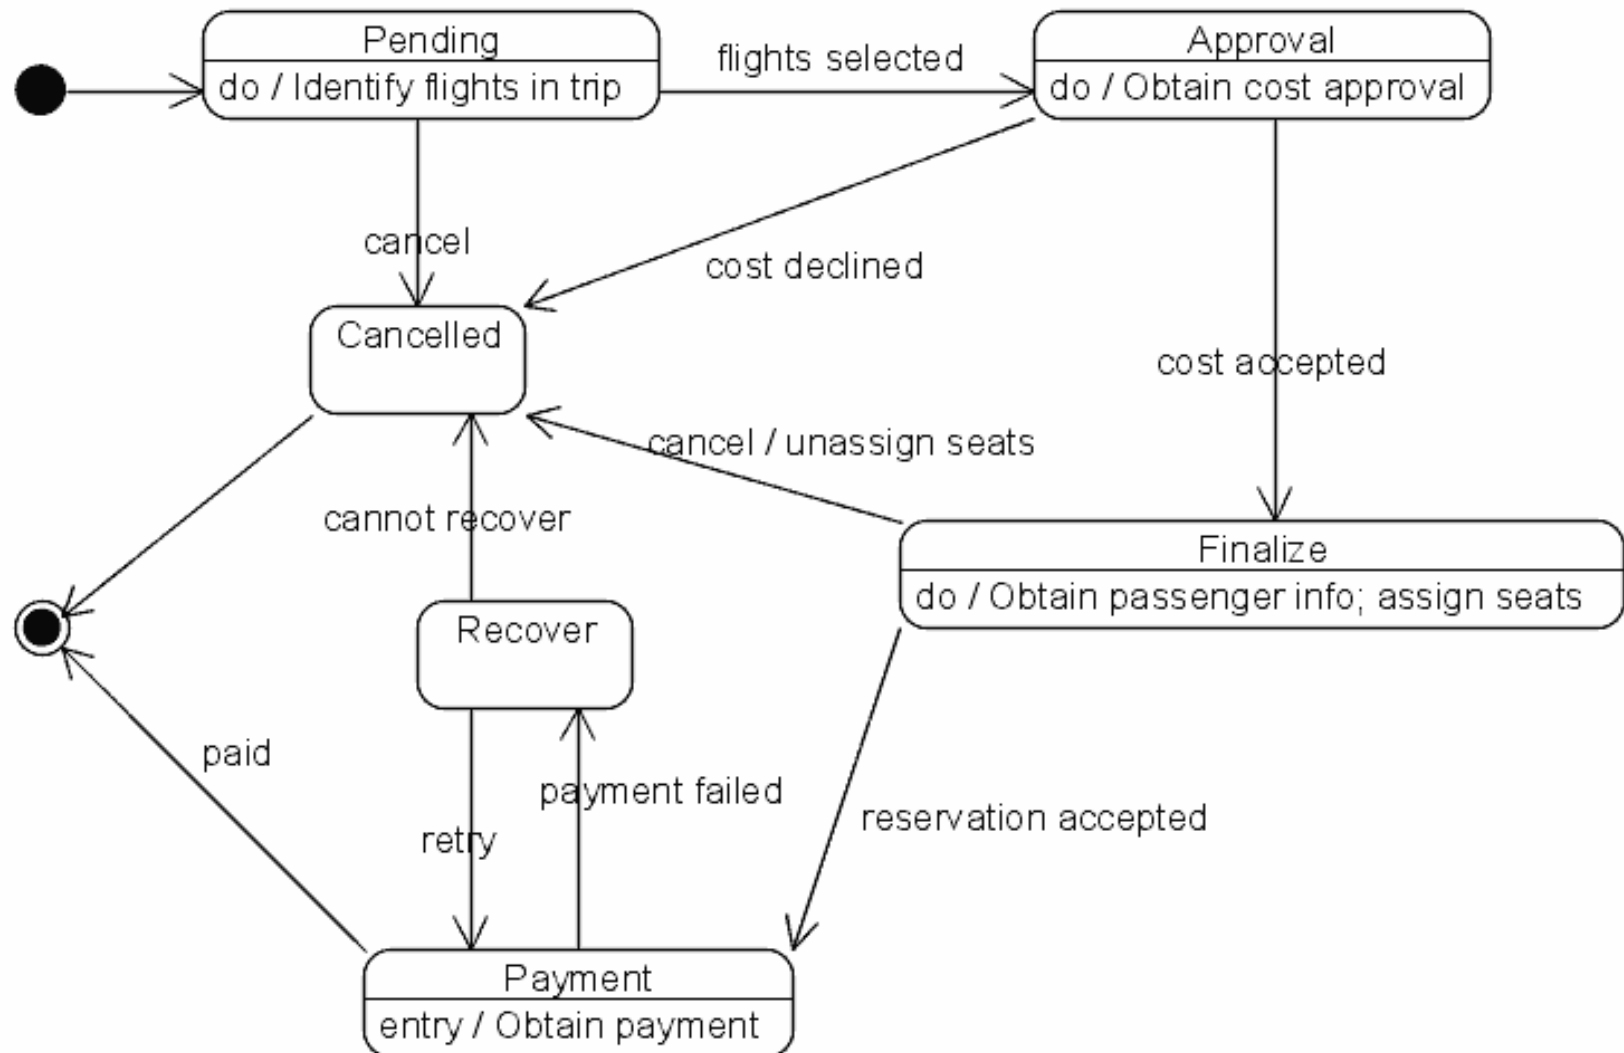 Pending
do / Identify flights in trip
flights selected
Approval
do / Obtain cost approval
cancel
cost declined
Cancelled
cost accepted
cancel / unassign seats
cannot recover
Finalize
do / Obtain passenger info; assign seats
Recover
paid
payment failed
retry
reservation accepted
Payment
entry / Obtain payment